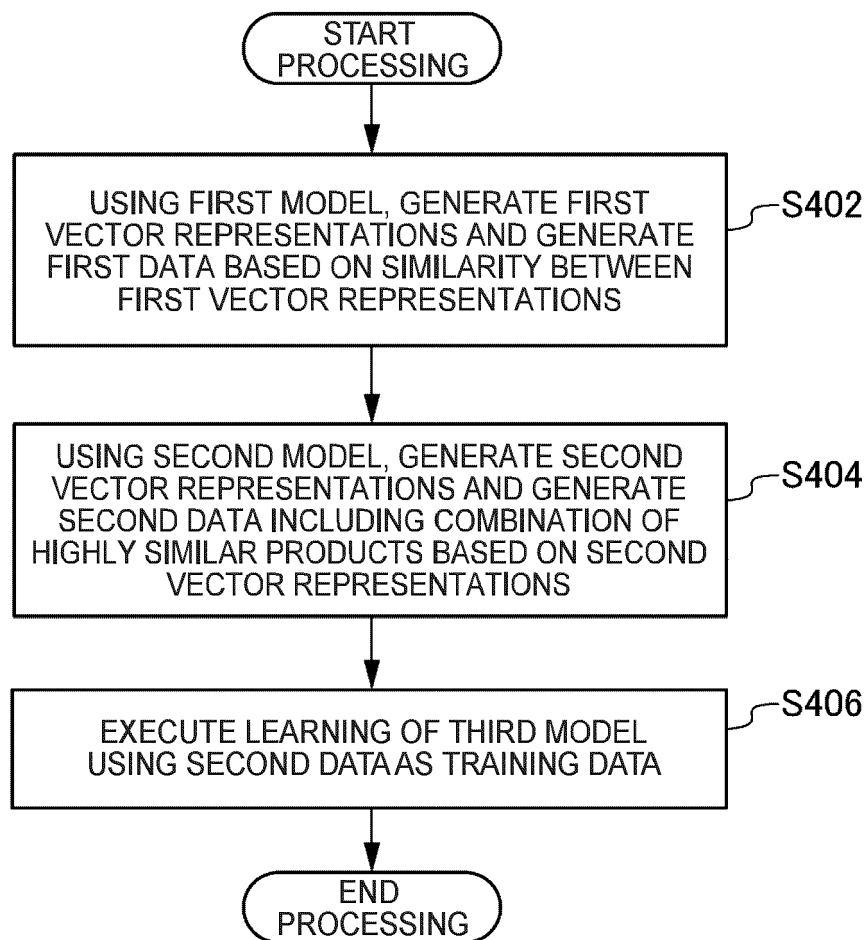 START
PROCESSING
USING FIRST MODEL, GENERATE FIRST
VECTOR REPRESENTATIONS AND GENERATE
FIRST DATA BASED ON SIMILARITY BETWEEN
FIRST VECTOR REPRESENTATIONS
S402
USING SECOND MODEL, GENERATE SECOND
VECTOR REPRESENTATIONS AND GENERATE
SECOND DATA INCLUDING COMBINATION OF
HIGHLY SIMILAR PRODUCTS BASED ON SECOND
VECTOR REPRESENTATIONS
S404
EXECUTE LEARNING OF THIRD MODEL
USING SECOND DATA AS TRAINING DATA
S406
END
PROCESSING